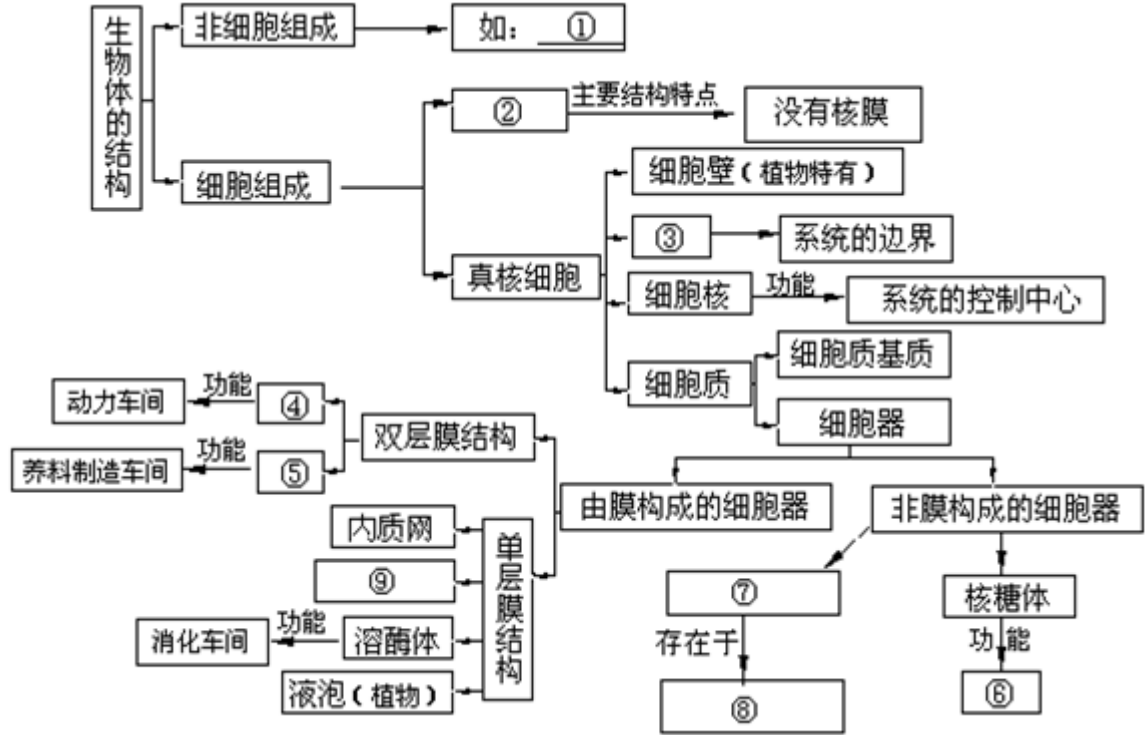 生物体的结构
非细胞组成
如：①
细胞组成
②
主要结构特点
没有核膜
真核细胞
细胞壁（植物特有）
③
系统的边界
细胞核
功能
系统的控制中心
细胞质
细胞质基质
细胞器
动力车间
功能
④
双层膜结构
养料制造车间
功能
⑤
由膜构成的细胞器
非膜构成的细胞器
内质网
单层膜结构
⑨
消化车间
功能
溶酶体
液泡（植物）
⑦
存在于
⑧
核糖体
功能
⑥